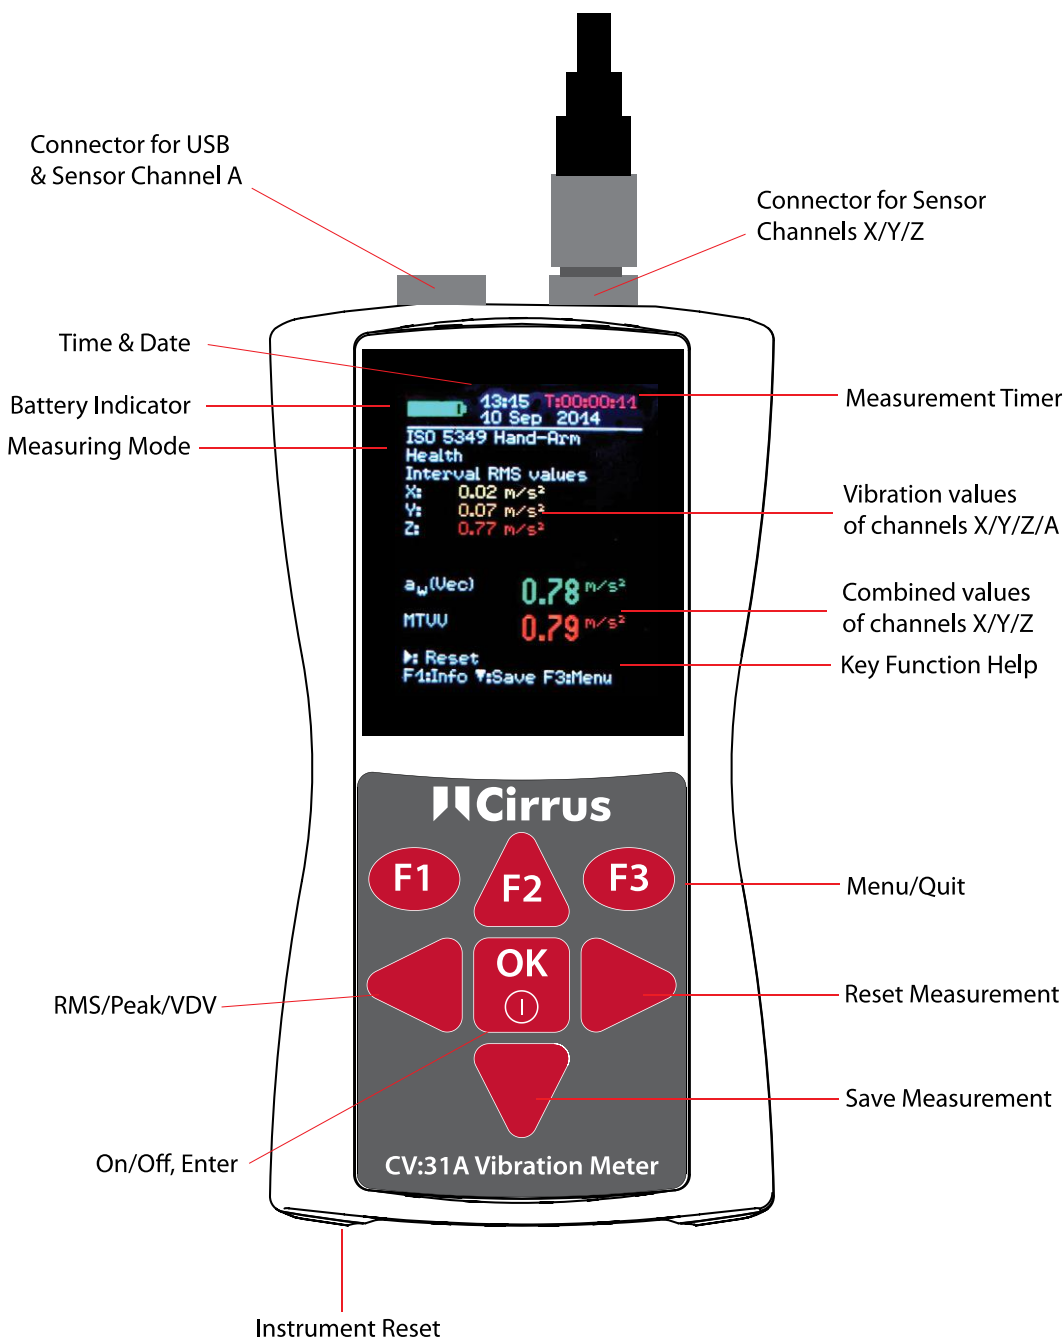 Connector for USB
& Sensor Channel A
Connector for Sensor
Channels X/Y/Z
Time & Date
Battery Indicator
Measuring Mode
13:15 T:00:00:11
10 Sep 2014
ISO 5349 Hand-Arm
Health
Interval RMS values
X: 0.02 m/s²
Y: 0.07 m/s²
Z: 0.77 m/s²
aw(Vec) 0.78 m/s²
MTVV 0.79 m/s²
▶: Reset
F1:Info ▼:Save F3:Menu
Measurement Timer
Vibration values
of channels X/Y/Z/A
Combined values
of channels X/Y/Z
Key Function Help
Cirrus
F1
F2
F3
OK
Menu/Quit
RMS/Peak/VDV
Reset Measurement
Save Measurement
On/Off, Enter
CV:31A Vibration Meter
Instrument Reset